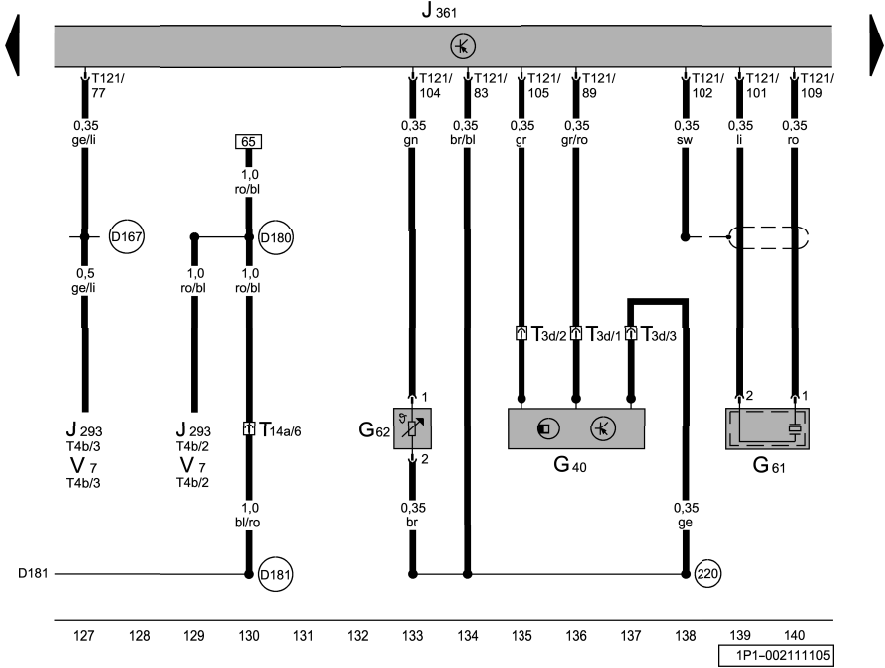 J 361
T121/ T121/ T121/ T121/ T121/ T121/ T121/ T121/
77 104 83 105 89 102 101 109
0,35 0,35 0,35 0,35 0,35 0,35 0,35 0,35
ge/li gn br/bl gr gr/ro sw li ro
65
1,0
ro/bl
D167 D180
0,5 1,0 1,0
ge/li ro/bl ro/bl
T3d/2 T3d/1 T3d/3
1 2 1
J 293 J 293 T14a/6 G 62 ϑ
T4b/3 T4b/2
V 7 V 7 2 G 40 G 61
T4b/3 T4b/2
1,0 0,35 0,35
bl/ro br ge
D181 D181 220
127 128 129 130 131 132 133 134 135 136 137 138 139 140
1P1-002111105